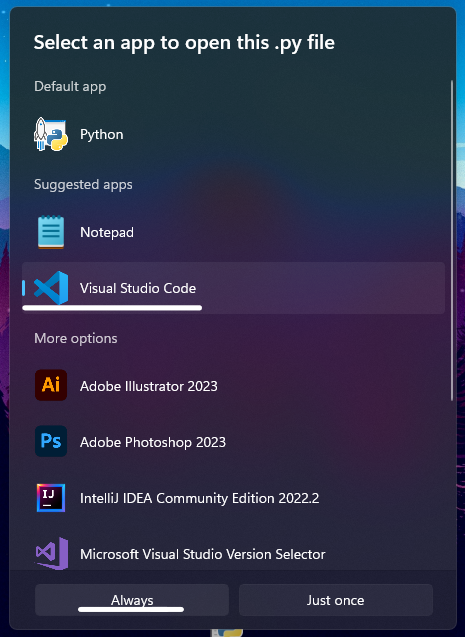 Select an app to open this .py file
Default app
Python
Suggested apps
Notepad
Visual Studio Code
More options
Ai Adobe Illustrator 2023
Ps Adobe Photoshop 2023
IJ IntelliJ IDEA Community Edition 2022.2
Microsoft Visual Studio Version Selector
Always Just once